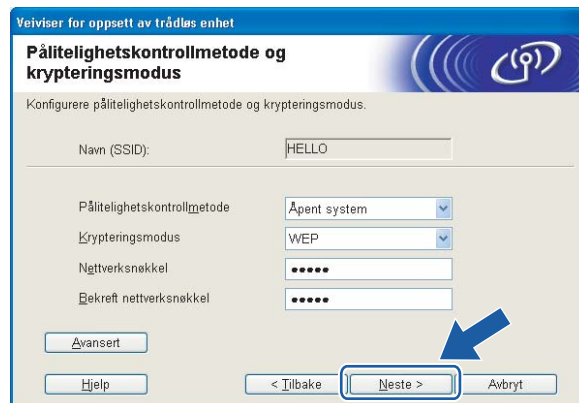 Veiviser for oppsett av trådløs enhet
Pålitelighetskontrollmetode og
krypteringsmodus
Konfigurere pålitelighetskontrollmetode og krypteringsmodus.
Navn (SSID): HELLO
Pålitelighetskontrollmetode Åpent system
Krypteringsmodus WEP
Nettverksnøkkel •••••
Bekreft nettverksnøkkel •••••
Avansert
Hjelp < Tilbake Neste > Avbryt